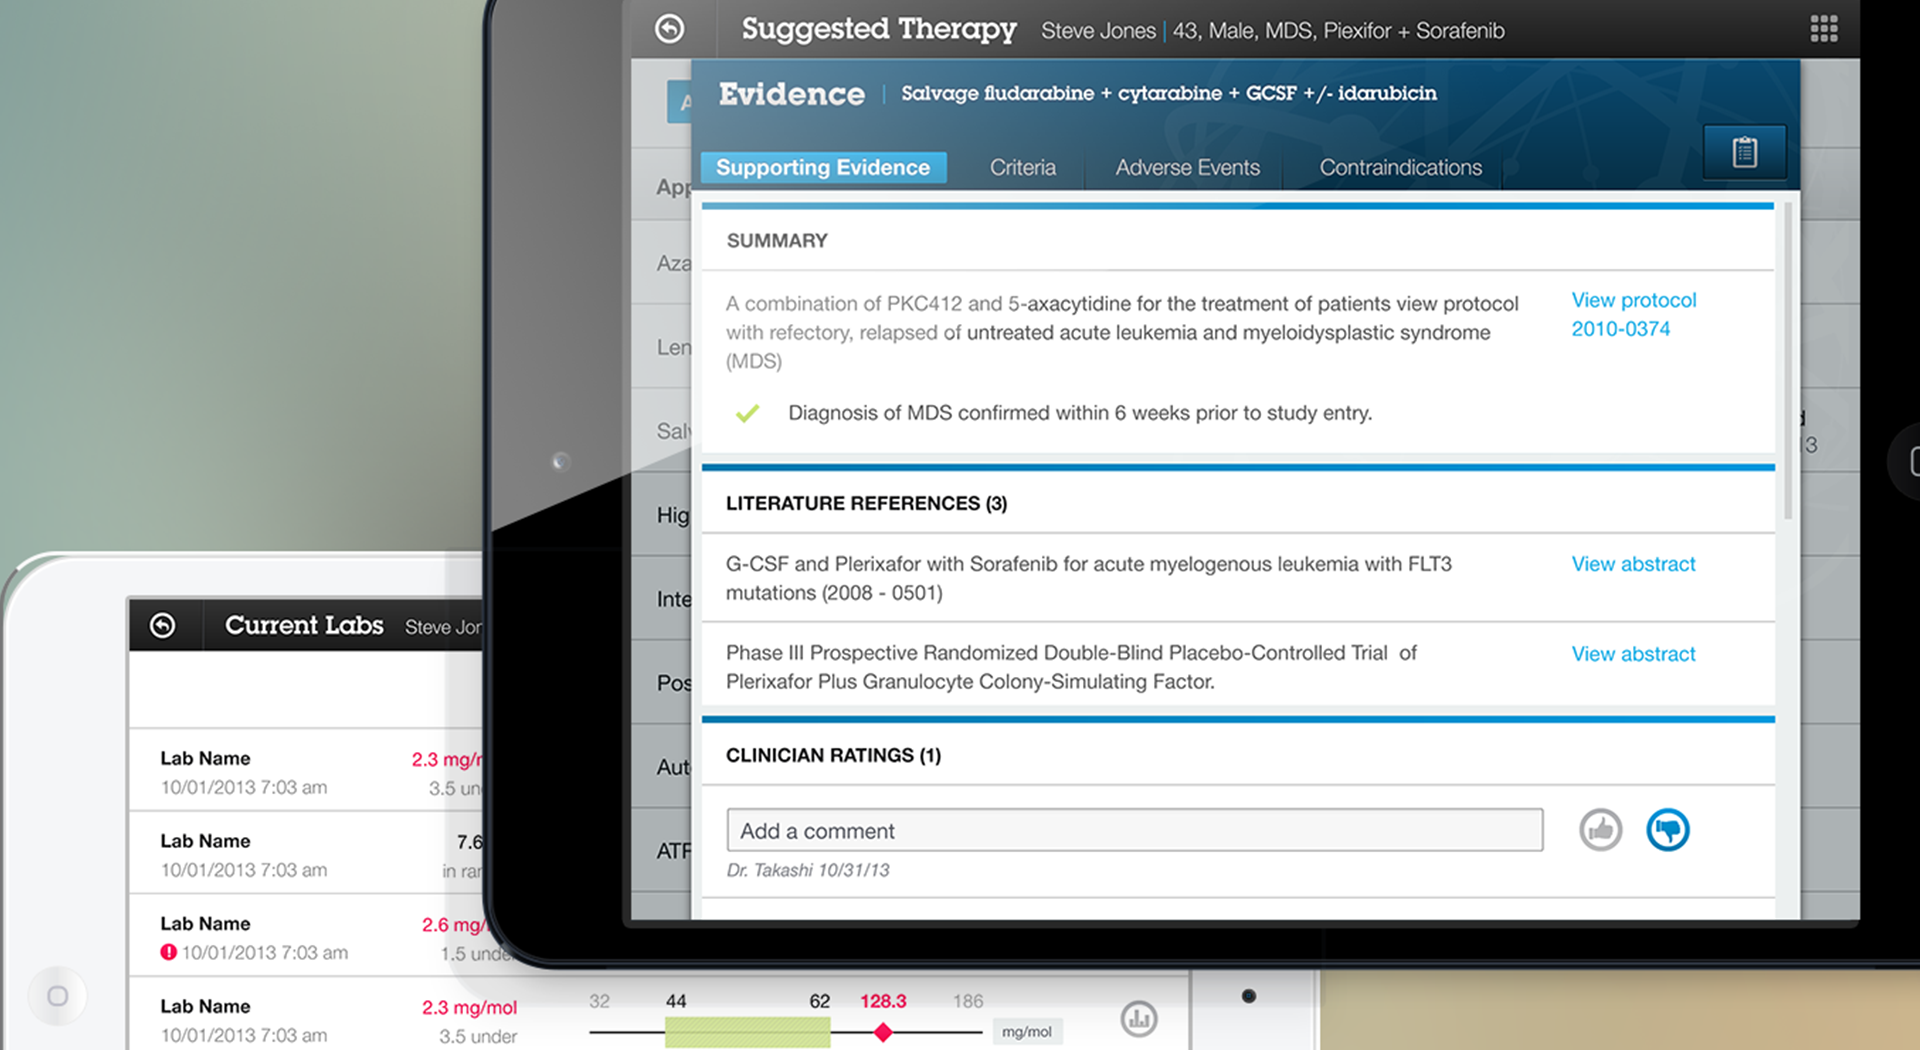 Suggested Therapy Steve Jones | 43, Male, MDS, Piexifor + Sorafenib
Evidence | Salvage fludarabine + cytarabine + GCSF +/- idarubicin
Supporting Evidence Criteria Adverse Events Contraindications
SUMMARY
A combination of PKC412 and 5-axacytidine for the treatment of patients view protocol
with refectory, relapsed of untreated acute leukemia and myeloidysplastic syndrome
(MDS)
View protocol
2010-0374
Diagnosis of MDS confirmed within 6 weeks prior to study entry.
LITERATURE REFERENCES (3)
G-CSF and Plerixafor with Sorafenib for acute myelogenous leukemia with FLT3
mutations (2008 - 0501)
View abstract
Phase III Prospective Randomized Double-Blind Placebo-Controlled Trial of
Plerixafor Plus Granulocyte Colony-Simulating Factor.
View abstract
CLINICIAN RATINGS (1)
Add a comment
Dr. Takashi 10/31/13
A
App
Aza
Len
Salv
Hig
Inte
Pos
Aut
ATF
d
13
Current Labs Steve Jor
Lab Name 2.3 mg/r
10/01/2013 7:03 am 3.5 un
Lab Name 7.6
10/01/2013 7:03 am in ran
Lab Name 2.6 mg/
10/01/2013 7:03 am 1.5 under
Lab Name 2.3 mg/mol
10/01/2013 7:03 am 3.5 under
32 44 62 128.3 186
mg/mol